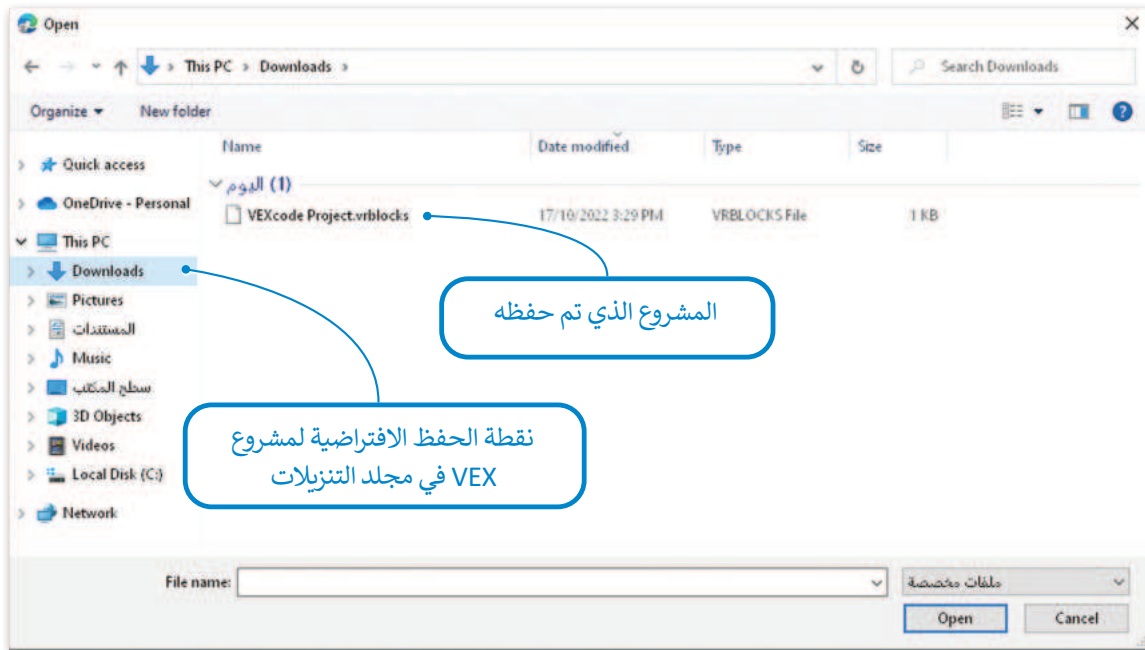 Open
This PC > Downloads >
Search Downloads
Organize
New folder
Name
Date modified
Type
Size
Quick access
اليوم (1)
OneDrive - Personal
VEXcode Project.vrblocks
17/10/2022 3:29 PM
VRBLOCKS File
1 KB
This PC
Downloads
Pictures
المستندات
Music
سطح المكتب
3D Objects
Videos
Local Disk (C:)
Network
المشروع الذي تم حفظه
نقطة الحفظ الافتراضية لمشروع
VEX في مجلد التنزيلات
File name:
ملفات مخصصة
Open
Cancel